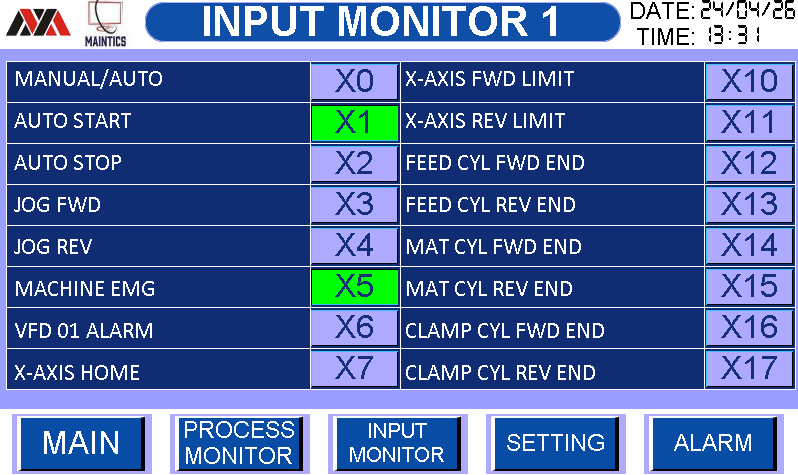 AYA
MAINTICS
INPUT MONITOR 1
DATE: 24/04/26
TIME: 13:31
MANUAL/AUTO X0 X-AXIS FWD LIMIT X10
AUTO START X1 X-AXIS REV LIMIT X11
AUTO STOP X2 FEED CYL FWD END X12
JOG FWD X3 FEED CYL REV END X13
JOG REV X4 MAT CYL FWD END X14
MACHINE EMG X5 MAT CYL REV END X15
VFD 01 ALARM X6 CLAMP CYL FWD END X16
X-AXIS HOME X7 CLAMP CYL REV END X17
MAIN
PROCESS
MONITOR
INPUT
MONITOR
SETTING
ALARM